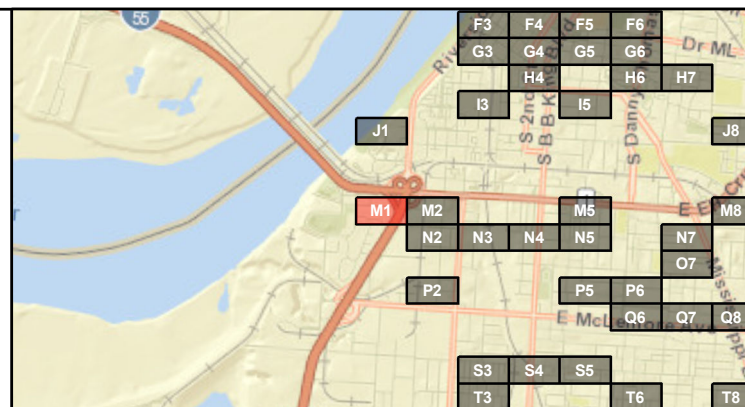 55
F3 F4 F5 F6
G3 G4 G5 G6 Dr ML
H4 H6 H7
I3 I5
J1 J8
M1 M2 M5 M8
N2 N3 N4 N5 N7
O7
P2 P5 P6
E McLemore Ave Q6 Q7 Q8
S3 S4 S5
T3 T6 T8
S B B King Blvd
S 2nd
S Danny Thomas